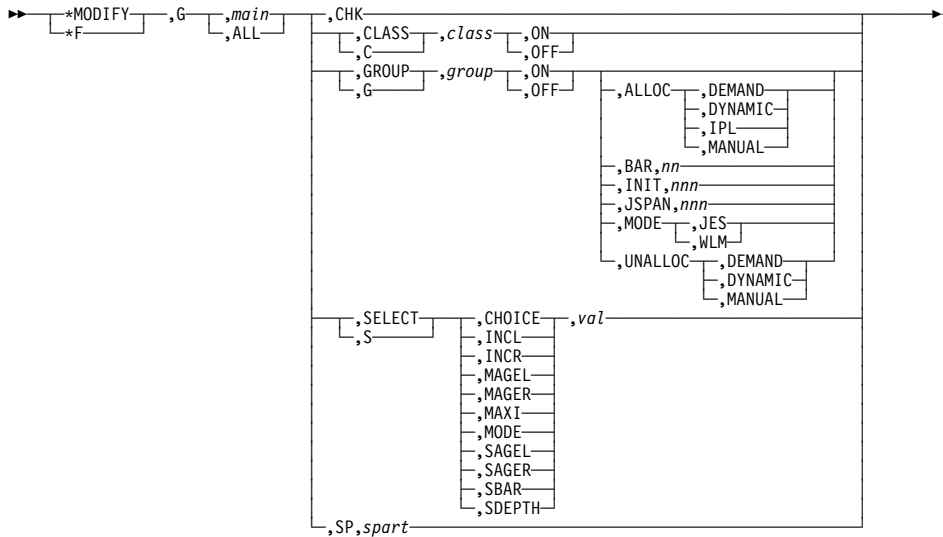 *MODIFY ,G ,main ,CHK
*F ,ALL ,CLASS ,class ,ON
,C ,OFF
,GROUP ,group ,ON
,G ,OFF ,ALLOC ,DEMAND
,DYNAMIC
,IPL
,MANUAL
,BAR,nn
,INIT,nnn
,JSPAN,nnn
,MODE ,JES
,WLM
,UNALLOC ,DEMAND
,DYNAMIC
,MANUAL
,SELECT ,CHOICE ,val
,S ,INCL
,INCR
,MAGEL
,MAGER
,MAXI
,MODE
,SAGEL
,SAGER
,SBAR
,SDEPTH
,SP,spart